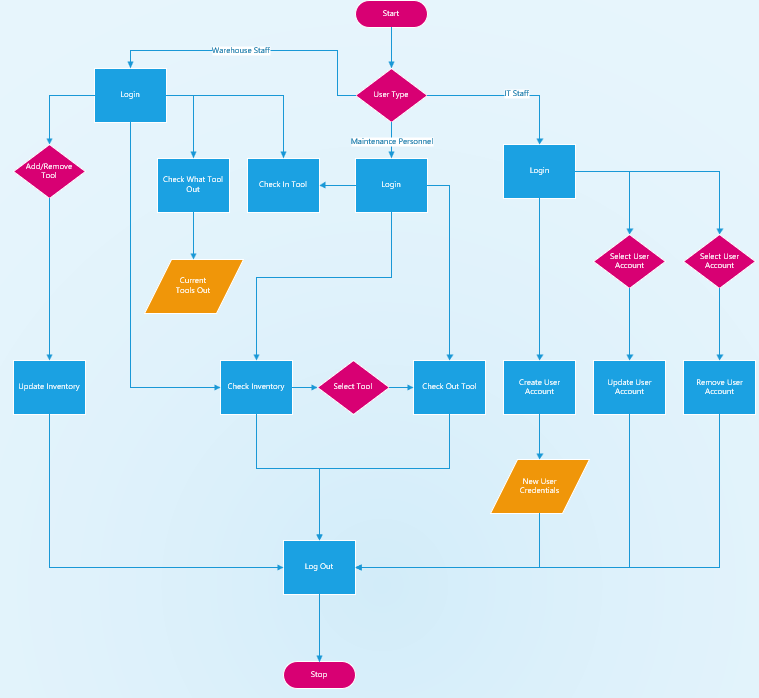 Start
Warehouse Staff
Login
User Type
IT Staff
Maintenance Personnel
Add/Remove
Tool
Check What Tool
Out
Check In Tool
Login
Login
Select User
Account
Select User
Account
Current
Tools Out
Update Inventory
Check Inventory
Select Tool
Check Out Tool
Create User
Account
Update User
Account
Remove User
Account
New User
Credentials
Log Out
Stop